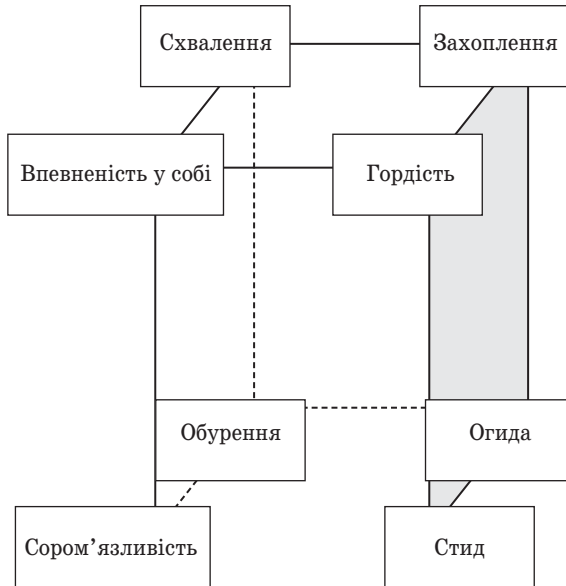 Схвалення
Захоплення
Впевненість у собі
Гордість
Обурення
Огида
Сором’язливість
Стид